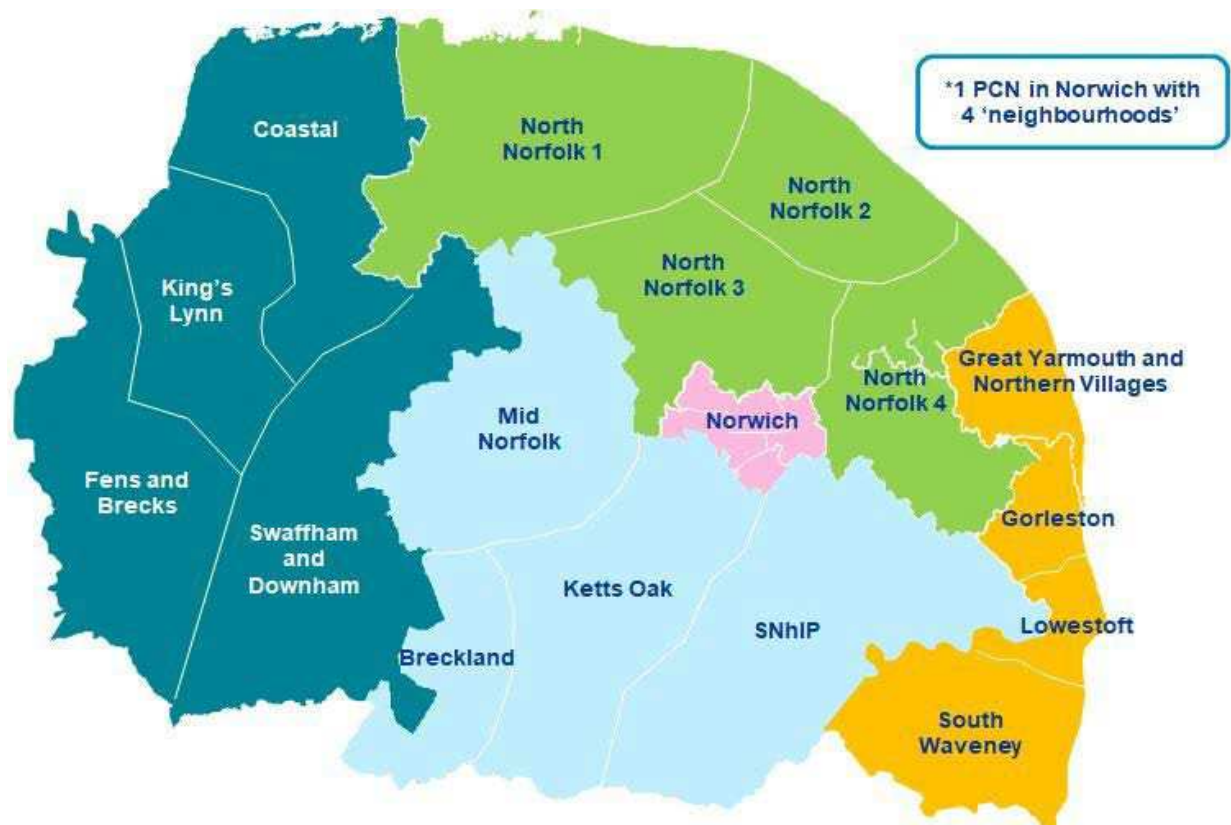 *1 PCN in Norwich with
4 ‘neighbourhoods’
Coastal
North
Norfolk 1
North
Norfolk 2
King’s
Lynn
North
Norfolk 3
Great Yarmouth and
Northern Villages
North
Norfolk 4
Mid
Norfolk
Norwich
Fens and
Brecks
Swaffham
and
Downham
Gorleston
Ketts Oak
SNhIP
Lowestoft
Breckland
South
Waveney